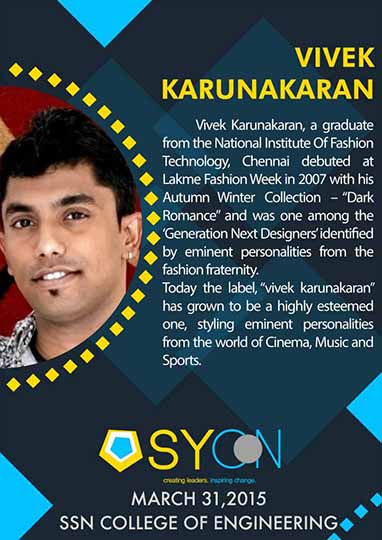 VIVEK
KARUNAKARAN
Vivek Karunakaran, a graduate
from the National Institute Of Fashion
Technology, Chennai debuted at
Lakme Fashion Week in 2007 with his
Autumn Winter Collection – “Dark
Romance” and was one among the
‘Generation Next Designers’ identified
by eminent personalities from the
fashion fraternity.
Today the label, “vivek karunakaran”
has grown to be a highly esteemed
one, styling eminent personalities
from the world of Cinema, Music and
Sports.
SYCON
creating leaders. inspiring change.
MARCH 31,2015
SSN COLLEGE OF ENGINEERING